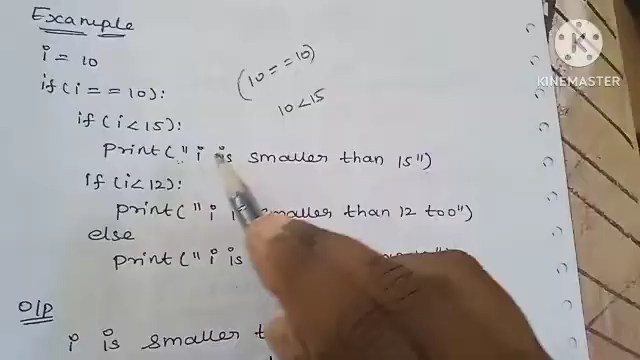 Example
i = 10
if (i == 10):
(10 == 10)
10 < 15
if (i < 15):
print(" i is smaller than 15")
if (i < 12):
print(" i is smaller than 12 too")
else
print(" i is
O/p
i is smaller
KINEMASTER